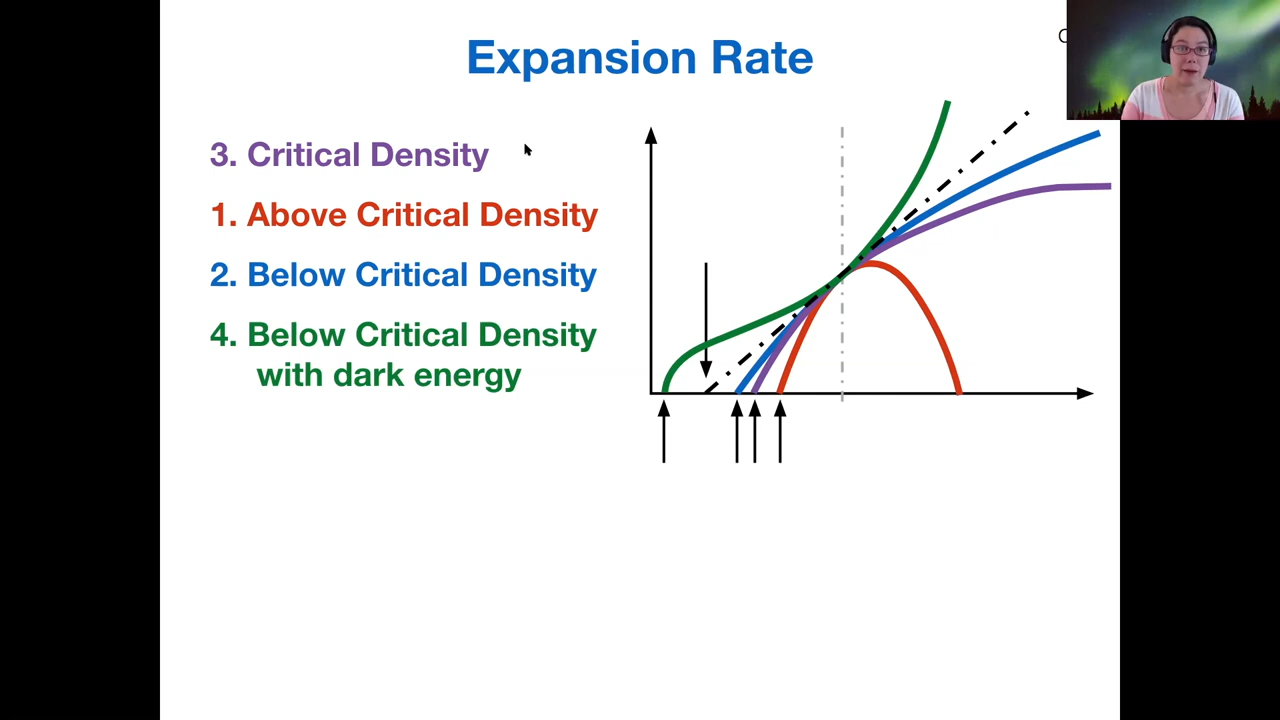 Expansion Rate
3. Critical Density
1. Above Critical Density
2. Below Critical Density
4. Below Critical Density
with dark energy